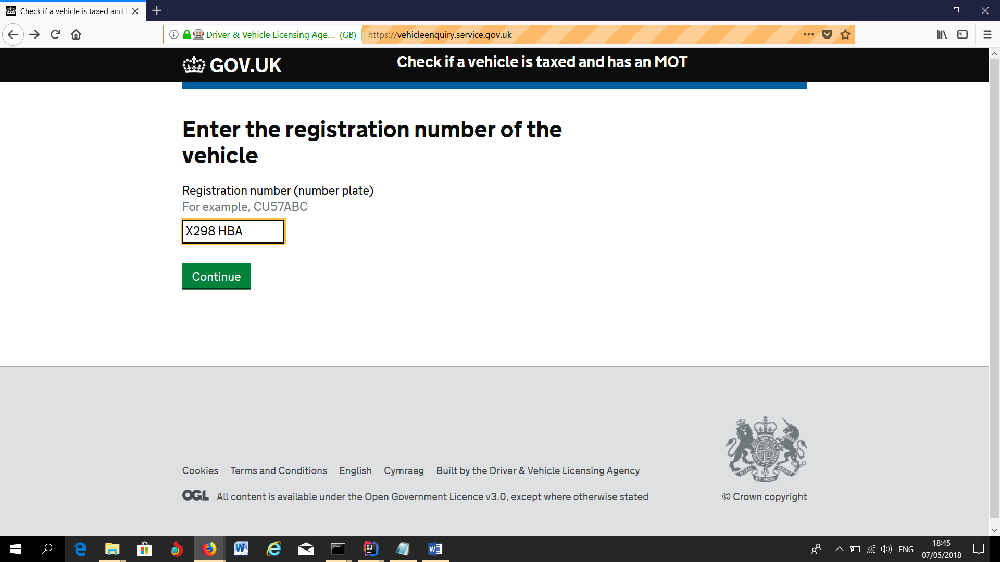 Check if a vehicle is taxed and
Driver & Vehicle Licensing Age... (GB) https://vehicleenquiry.service.gov.uk
GOV.UK
Check if a vehicle is taxed and has an MOT
Enter the registration number of the
vehicle
Registration number (number plate)
For example, CU57ABC
X298 HBA
Continue
Cookies Terms and Conditions English Cymraeg Built by the Driver & Vehicle Licensing Agency
OGL All content is available under the Open Government Licence v3.0, except where otherwise stated
© Crown copyright
ENG
18:45
07/05/2018